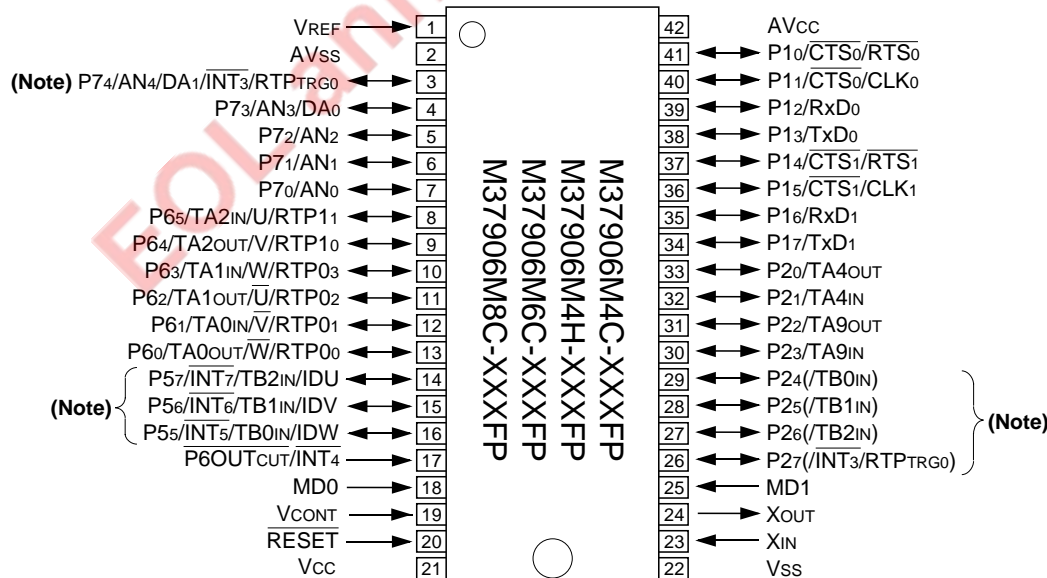 VREF 1
AVSS 2
(Note) P74/AN4/DA1/INT3/RTPTRG0 3
P73/AN3/DA0 4
P72/AN2 5
P71/AN1 6
P70/AN0 7
P65/TA2IN/U/RTP11 8
P64/TA2OUT/V/RTP10 9
P63/TA1IN/W/RTP03 10
P62/TA1OUT/U/RTP02 11
P61/TA0IN/V/RTP01 12
P60/TA0OUT/W/RTP00 13
P57/INT7/TB2IN/IDU 14
(Note)
P56/INT6/TB1IN/IDV 15
P55/INT5/TB0IN/IDW 16
P6OUTCUT/INT4 17
MD0 18
VCONT 19
RESET 20
VCC 21
M37906M4C-XXXFP
M37906M4H-XXXFP
M37906M6C-XXXFP
M37906M8C-XXXFP
42 AVCC
41 P10/CTS0/RTS0
40 P11/CTS0/CLK0
39 P12/RxD0
38 P13/TxD0
37 P14/CTS1/RTS1
36 P15/CTS1/CLK1
35 P16/RxD1
34 P17/TxD1
33 P20/TA4OUT
32 P21/TA4IN
31 P22/TA9OUT
30 P23/TA9IN
29 P24(/TB0IN)
28 P25(/TB1IN)
(Note)
27 P26(/TB2IN)
26 P27(/INT3/RTPTRG0)
25 MD1
24 XOUT
23 XIN
22 VSS
EOL